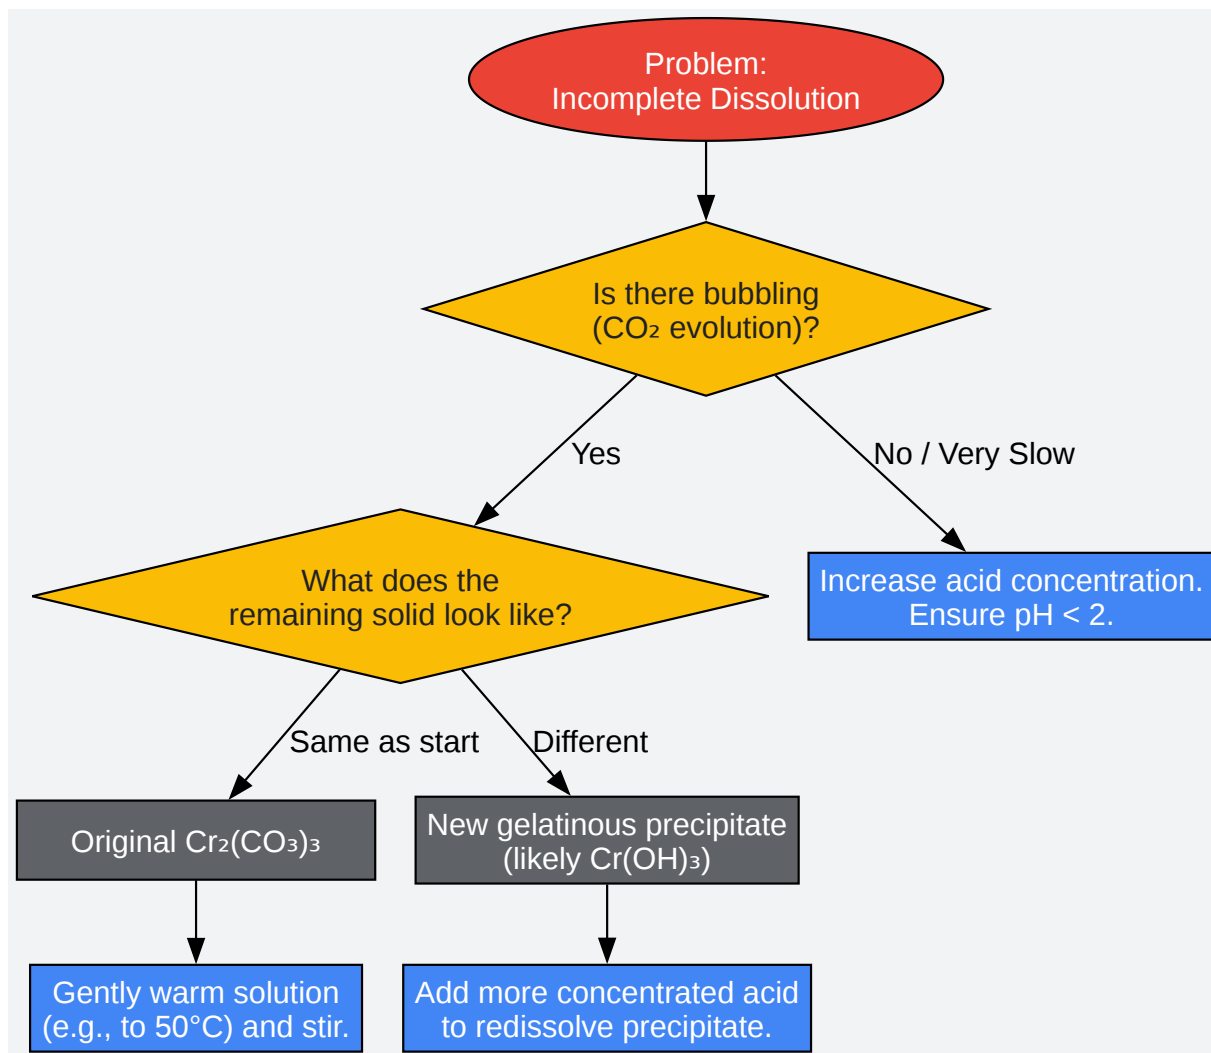 Problem:
Incomplete Dissolution
Is there bubbling
(CO₂ evolution)?
Yes
No / Very Slow
What does the
remaining solid look like?
Increase acid concentration.
Ensure pH < 2.
Same as start
Different
Original Cr₂(CO₃)₃
New gelatinous precipitate
(likely Cr(OH)₃)
Gently warm solution
(e.g., to 50°C) and stir.
Add more concentrated acid
to redissolve precipitate.